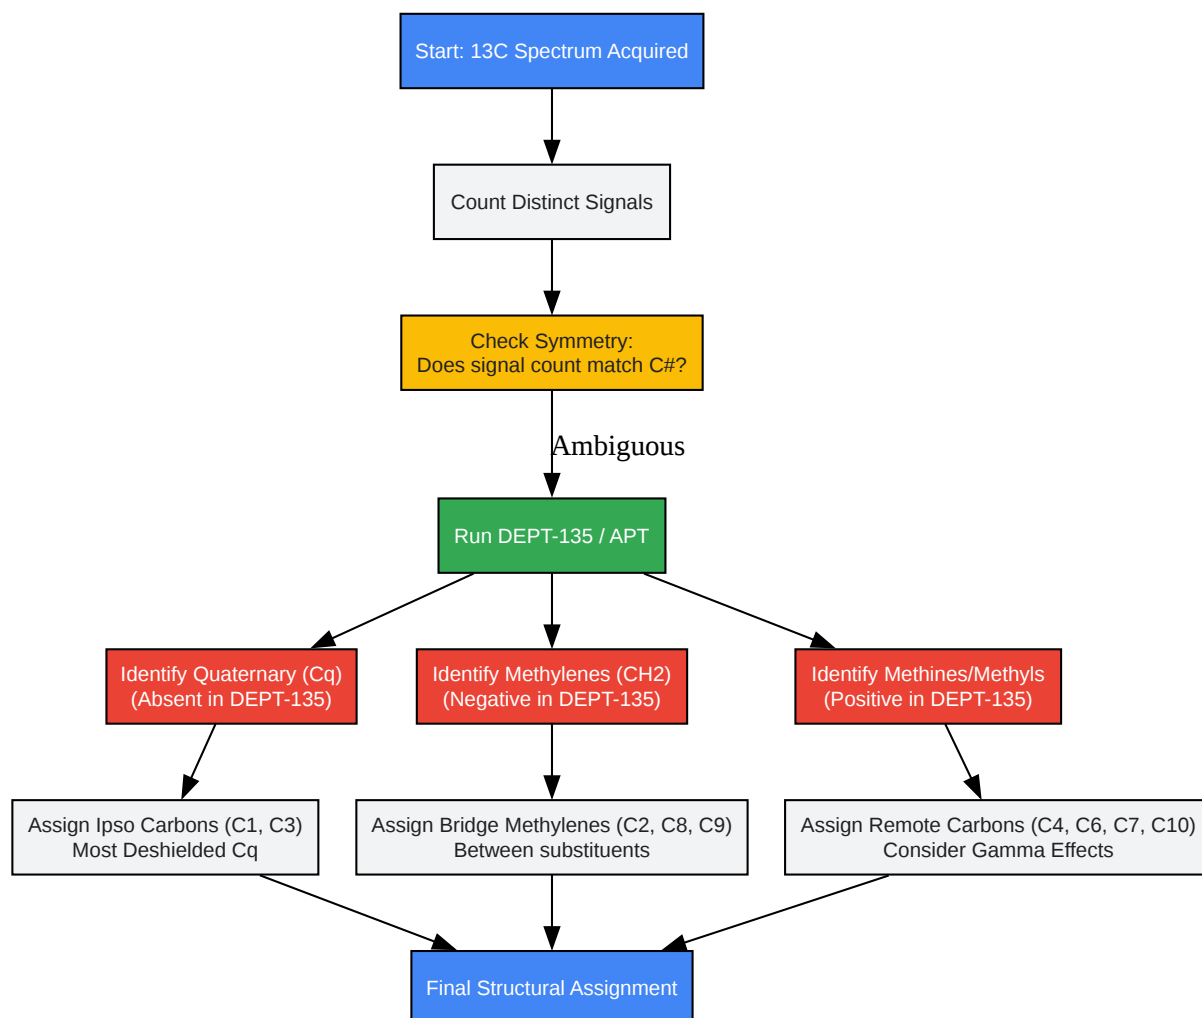 Start: 13C Spectrum Acquired
Count Distinct Signals
Check Symmetry:
Does signal count match C#?
Ambiguous
Run DEPT-135 / APT
Identify Quaternary (Cq)
(Absent in DEPT-135)
Identify Methylenes (CH2)
(Negative in DEPT-135)
Identify Methines/Methyls
(Positive in DEPT-135)
Assign Ipso Carbons (C1, C3)
Most Deshielded Cq
Assign Bridge Methylenes (C2, C8, C9)
Between substituents
Assign Remote Carbons (C4, C6, C7, C10)
Consider Gamma Effects
Final Structural Assignment